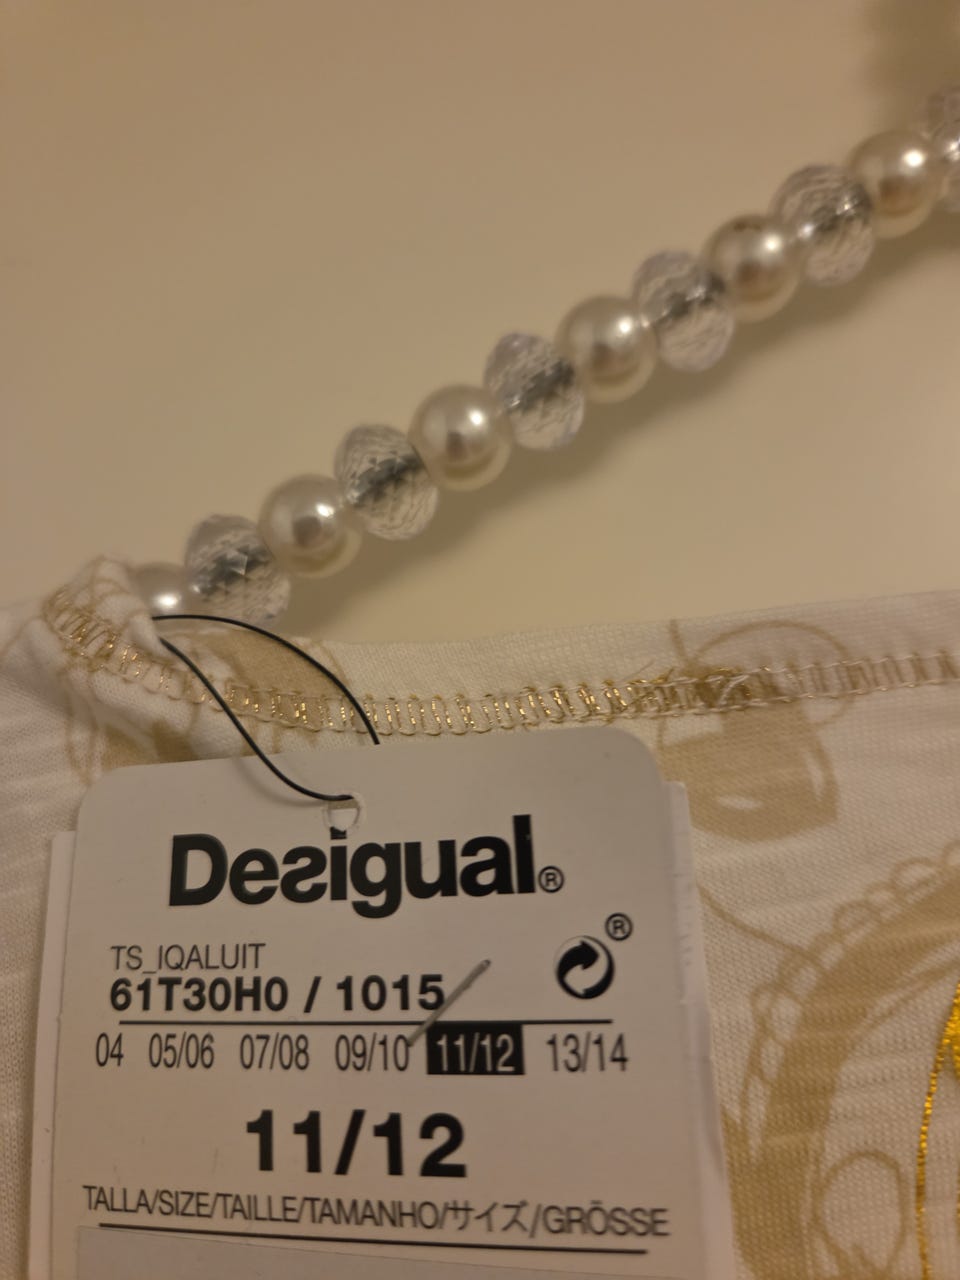 Desigual®
TS_IQALUIT
®
61T30H0 / 1015
04 05/06 07/08 09/10 11/12 13/14
11/12
TALLA/SIZE/TAILLE/TAMANHO/サイズ/GRÖSSE